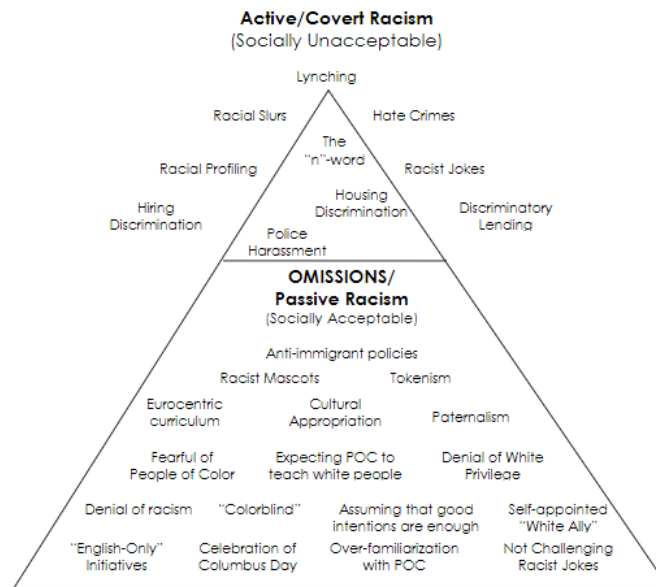 Active/Covert Racism
(Socially Unacceptable)
Lynching
Racial Slurs
Hate Crimes
The
"n"-word
Racial Profiling
Racist Jokes
Housing
Discrimination
Hiring
Discrimination
Discriminatory
Lending
Police
Harassment
OMISSIONS/
Passive Racism
(Socially Acceptable)
Anti-immigrant policies
Racist Mascots
Tokenism
Eurocentric
curriculum
Cultural
Appropriation
Paternalism
Fearful of
People of Color
Expecting POC to
teach white people
Denial of White
Privilege
Denial of racism
"Colorblind"
Assuming that good
intentions are enough
Self-appointed
"White Ally"
"English-Only"
Initiatives
Celebration of
Columbus Day
Over-familiarization
with POC
Not Challenging
Racist Jokes